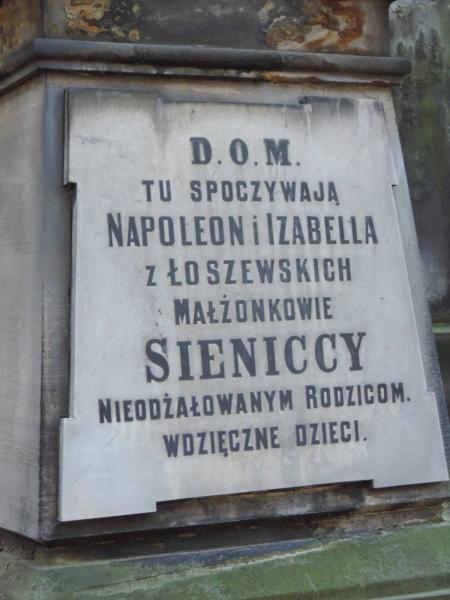 D.O.M.
TU SPOCZYWAJĄ
NAPOLEON i IZABELLA
z ŁOSZEWSKICH
MAŁŻONKOWIE
SIENICCY
NIEODŻAŁOWANYM RODZICOM.
WDZIĘCZNE DZIECI.